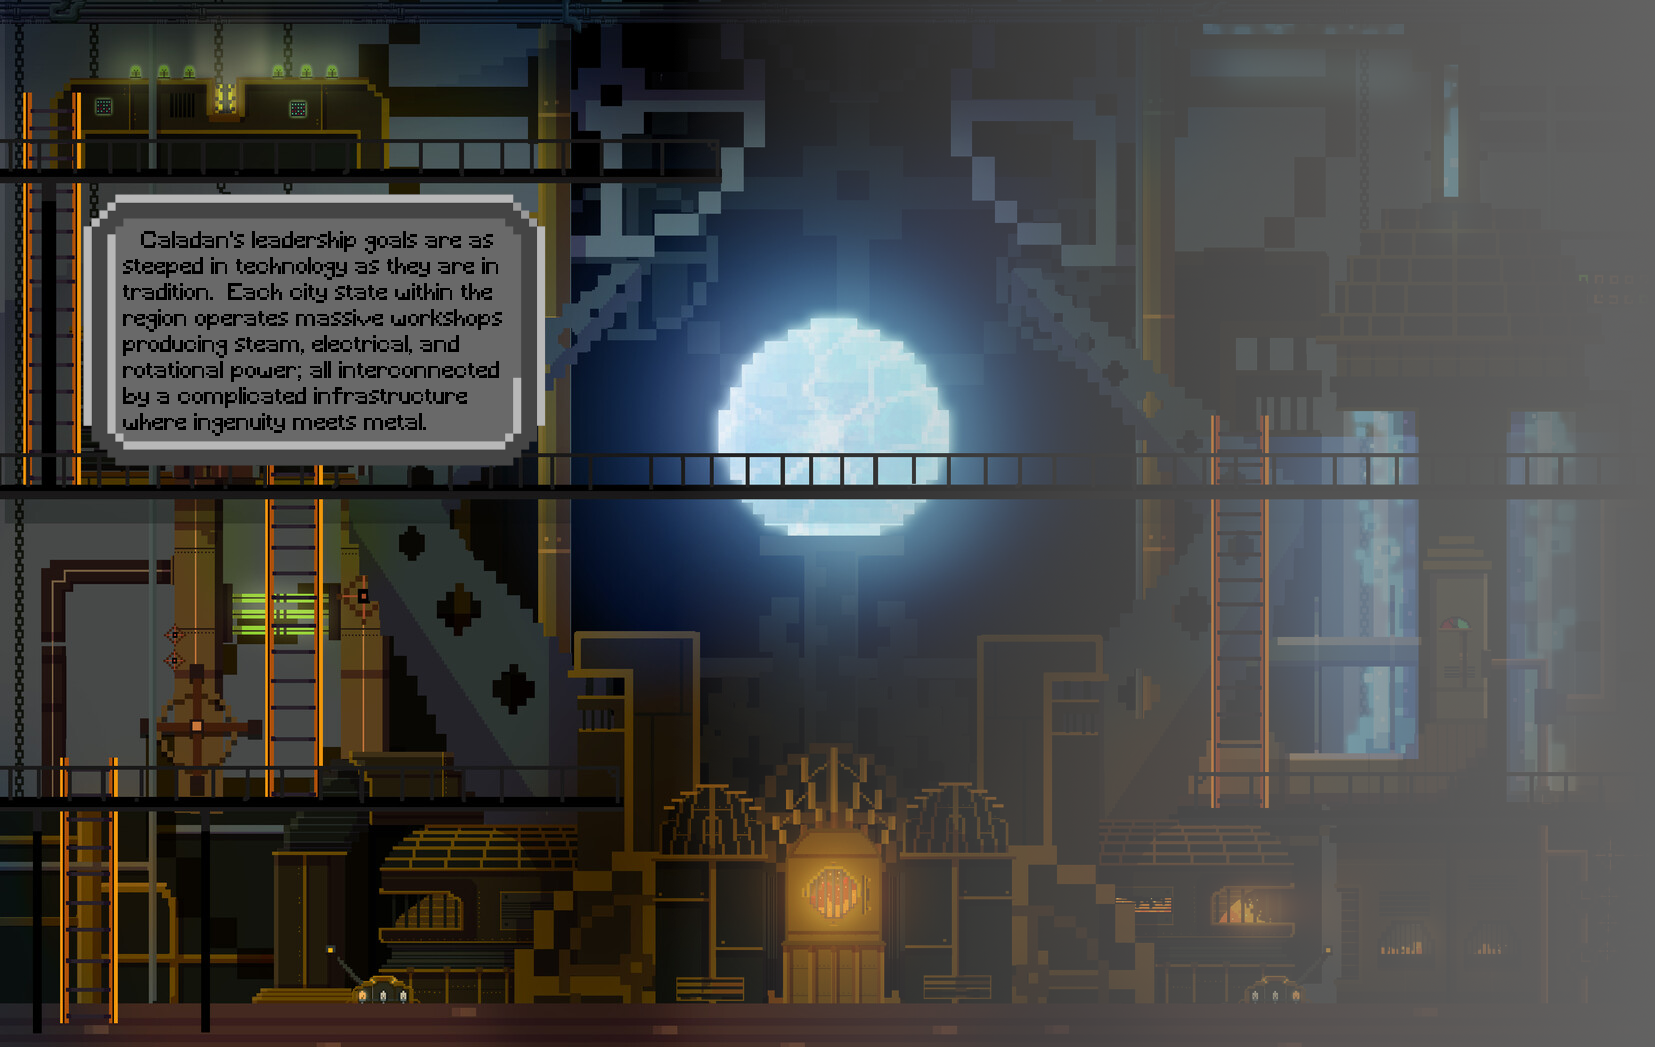 Caladan's leadership goals are as
steeped in technology as they are in
tradition. Each city state within the
region operates massive workshops
producing steam, electrical, and
rotational power; all interconnected
by a complicated infrastructure
where ingenuity meets metal.